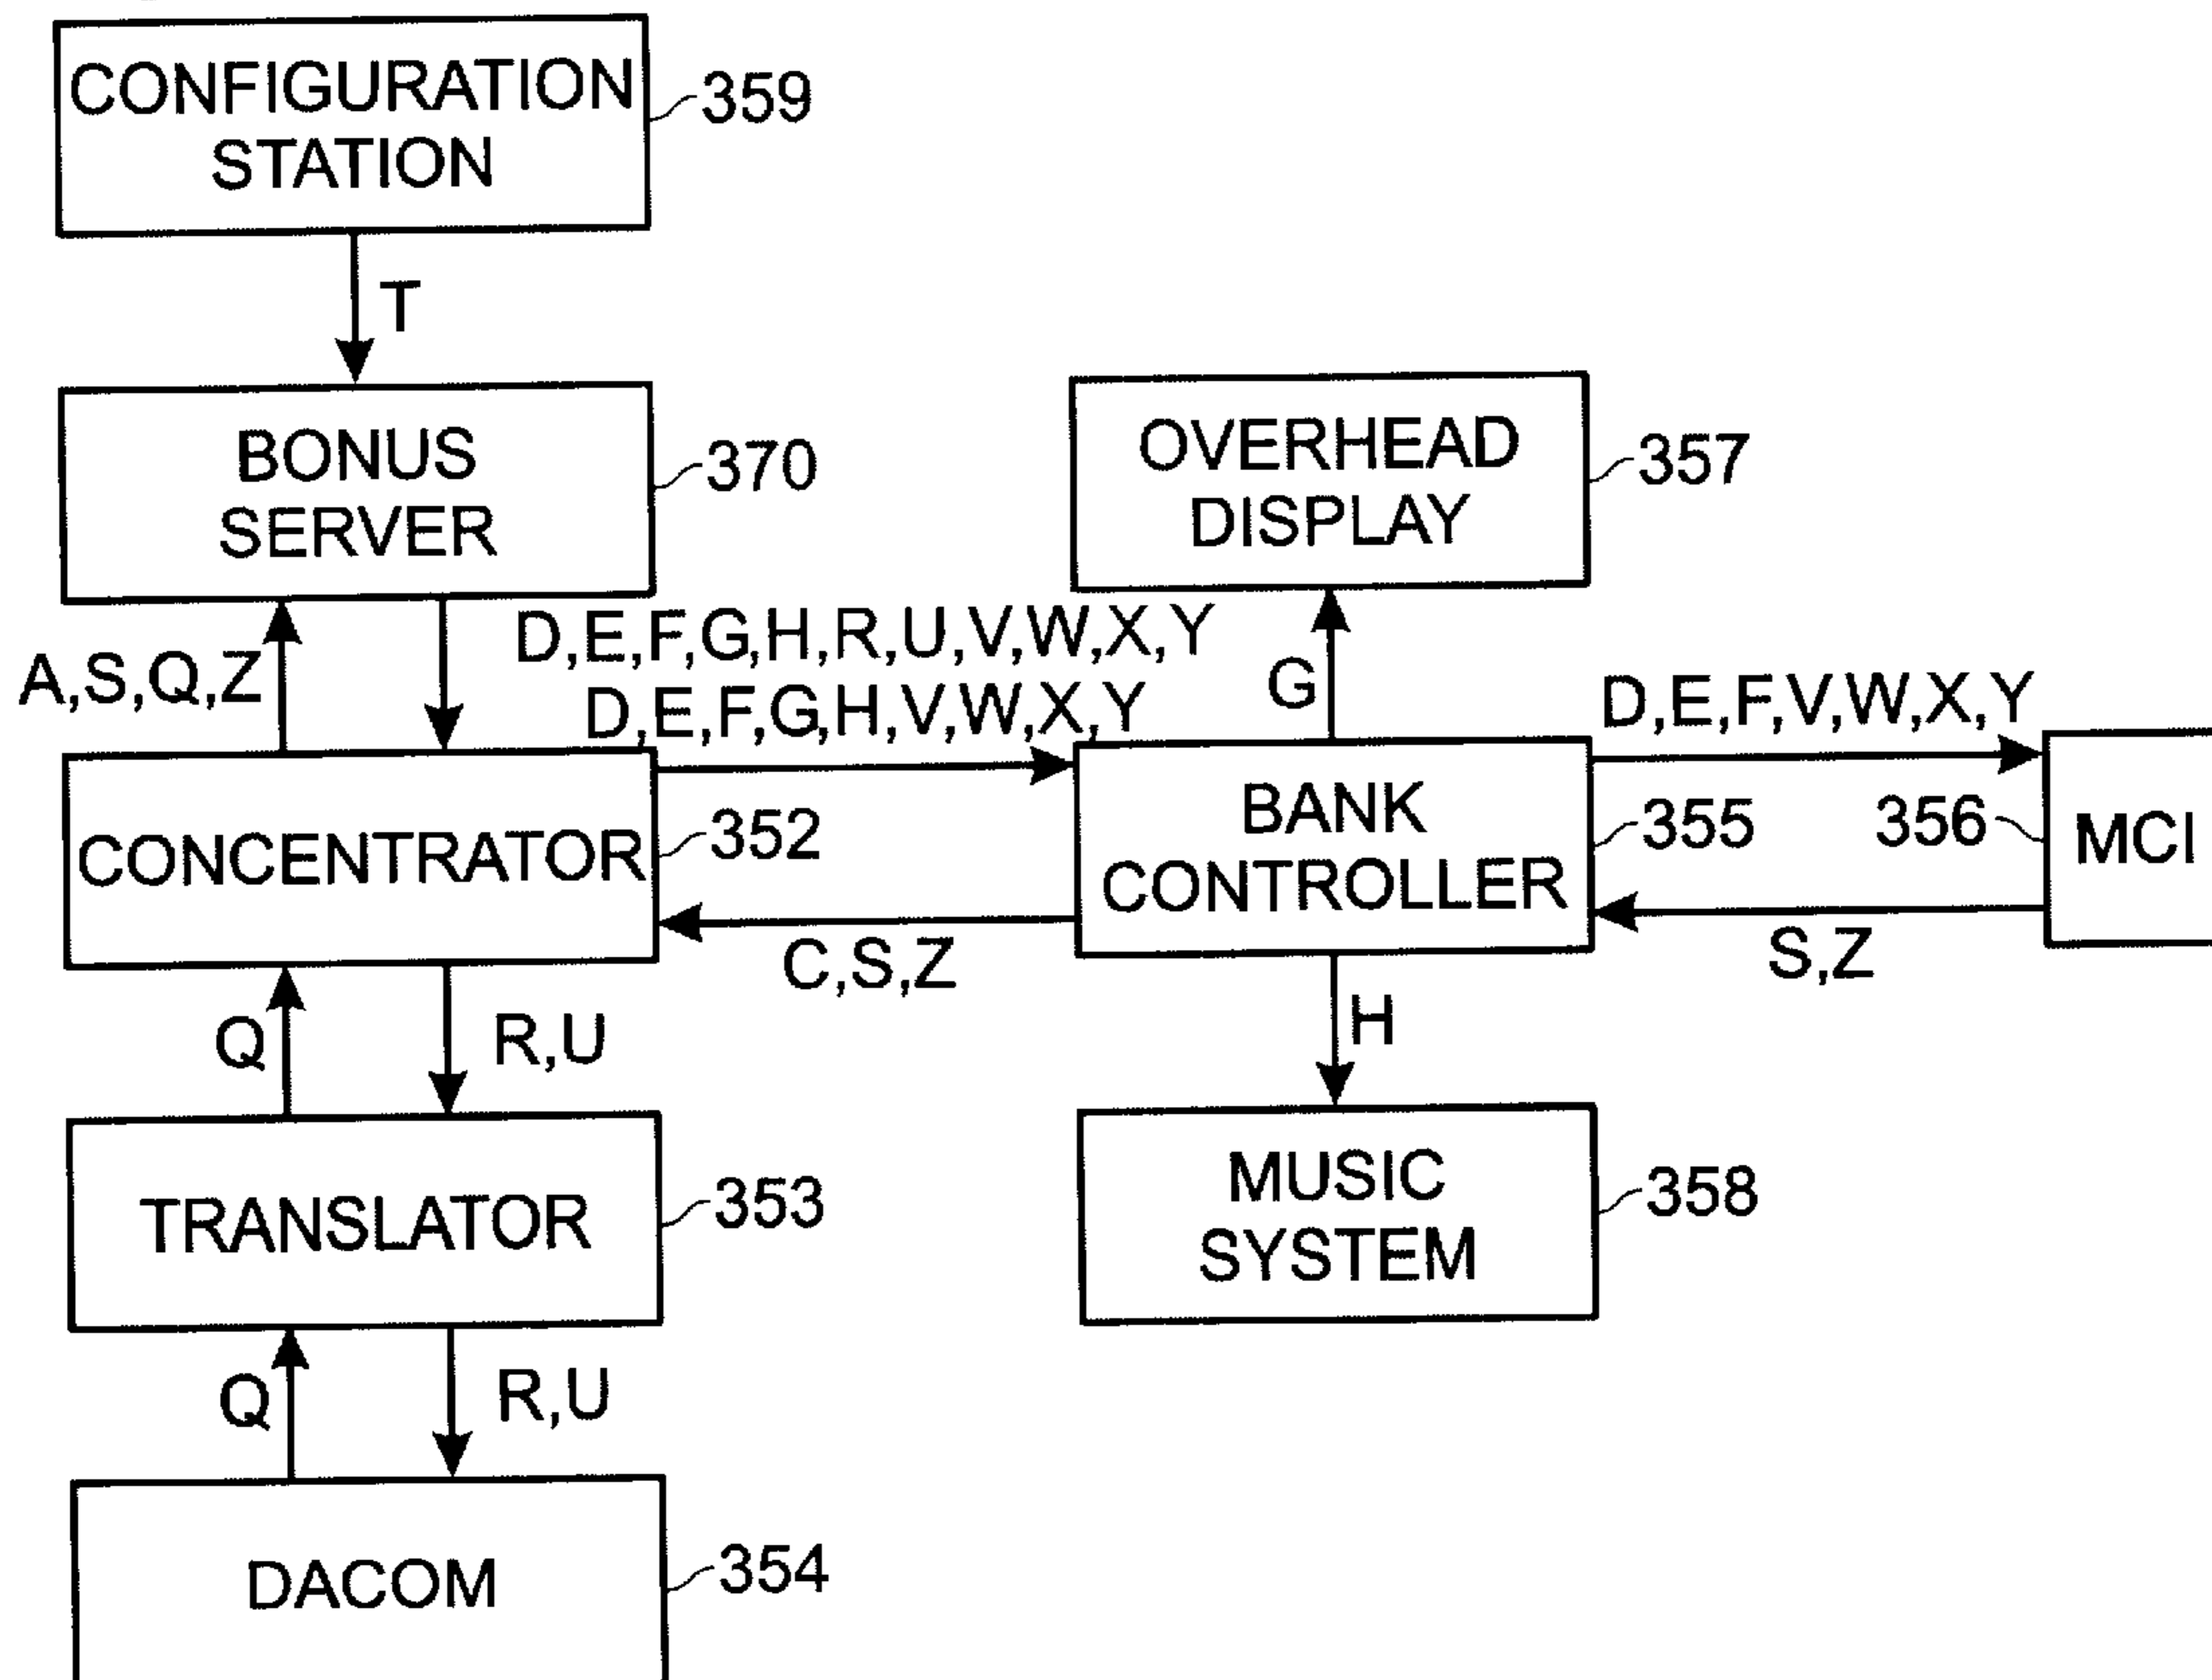 CONFIGURATION
STATION
359
T
BONUS
SERVER
370
OVERHEAD
DISPLAY
357
A,S,Q,Z
D,E,F,G,H,R,U,V,W,X,Y
D,E,F,G,H,V,W,X,Y
G
D,E,F,V,W,X,Y
CONCENTRATOR
352
BANK
CONTROLLER
355
356
MCI
C,S,Z
S,Z
Q
R,U
H
TRANSLATOR
353
MUSIC
SYSTEM
358
Q
R,U
DACOM
354